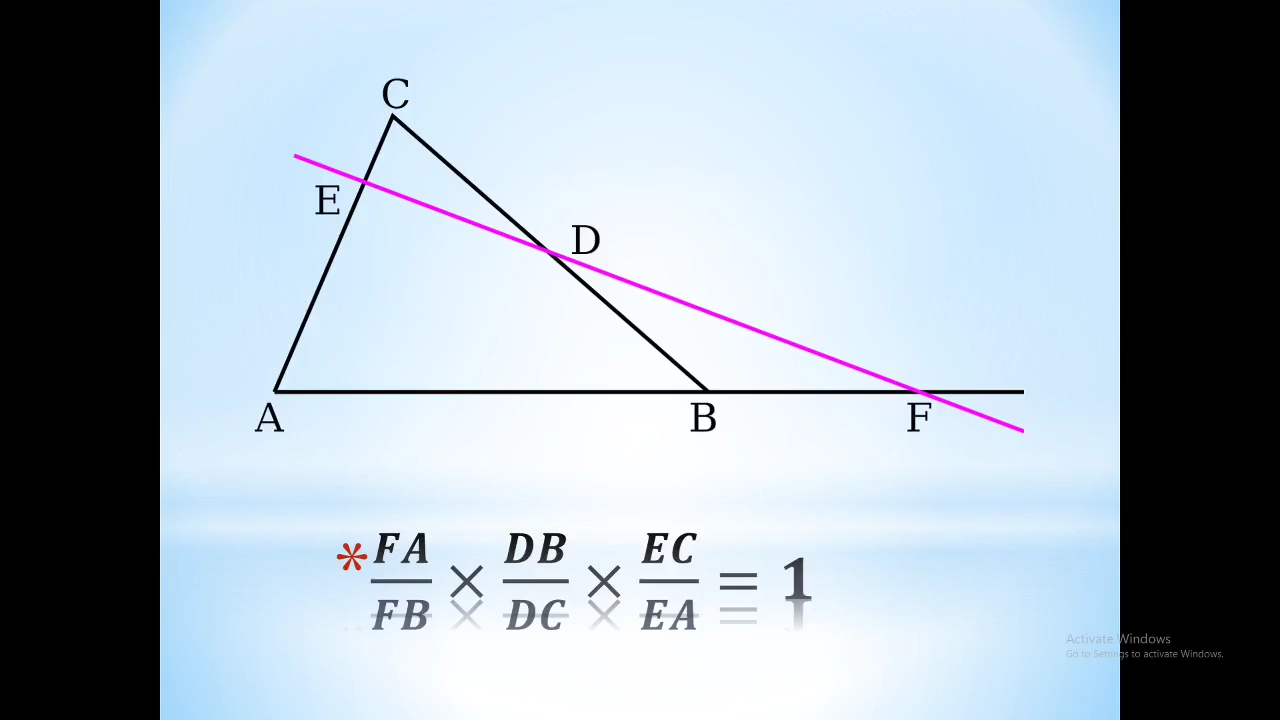 C
E
D
A B F
*FA/FB × DB/DC × EC/EA = 1
Activate Windows
Go to Settings to activate Windows.